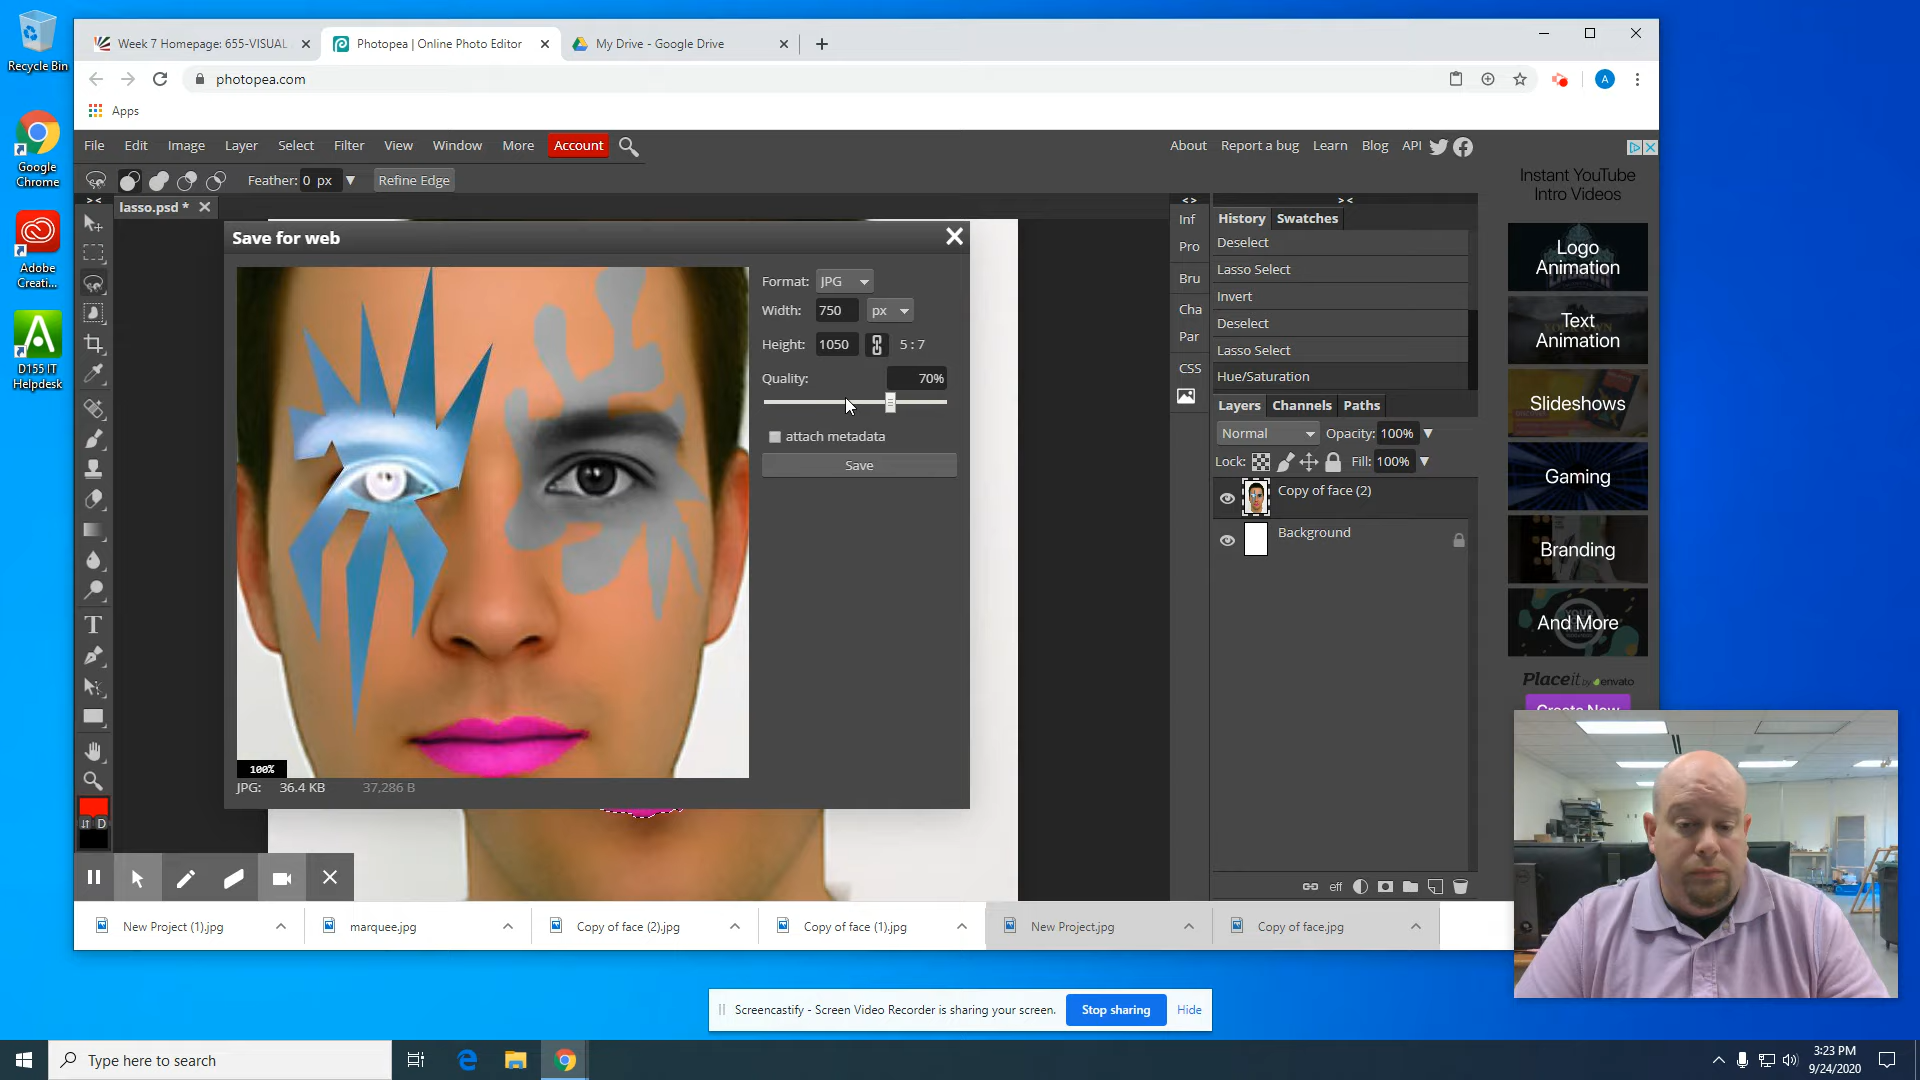 Recycle Bin
Google Chrome
Adobe Creati...
D155 IT Helpdesk
Week 7 Homepage: 655-VISUAL
Photopea | Online Photo Editor
My Drive - Google Drive
photopea.com
A
Apps
File Edit Image Layer Select Filter View Window More Account
About Report a bug Learn Blog API
Feather: 0 px Refine Edge
lasso.psd *
Save for web
Format: JPG
Width: 750 px
Height: 1050 5 : 7
Quality: 70%
attach metadata
Save
100%
JPG: 36.4 KB 37,286 B
D
Inf
Pro
Bru
Cha
Par
CSS
History Swatches
Deselect
Lasso Select
Invert
Deselect
Lasso Select
Hue/Saturation
Layers Channels Paths
Normal Opacity: 100%
Lock: Fill: 100%
Copy of face (2)
Background
eff
Instant YouTube
Intro Videos
Logo
Animation
Text
Animation
Slideshows
Gaming
Branding
And More
Placeit by envato
Create Now
New Project (1).jpg
marquee.jpg
Copy of face (2).jpg
Copy of face (1).jpg
New Project.jpg
Copy of face.jpg
Screencastify - Screen Video Recorder is sharing your screen. Stop sharing Hide
Type here to search
3:23 PM
9/24/2020